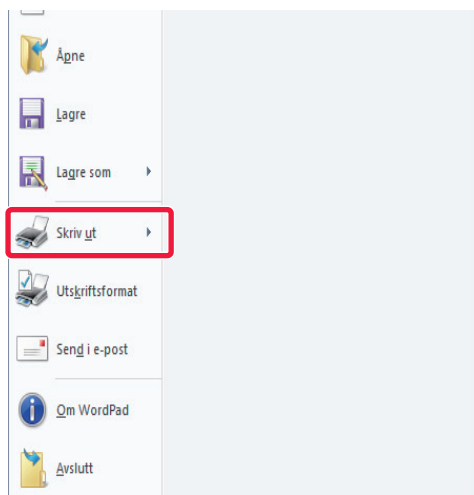 Åpne
Lagre
Lagre som
Skriv ut
Utskriftsformat
Send i e-post
Om WordPad
Avslutt